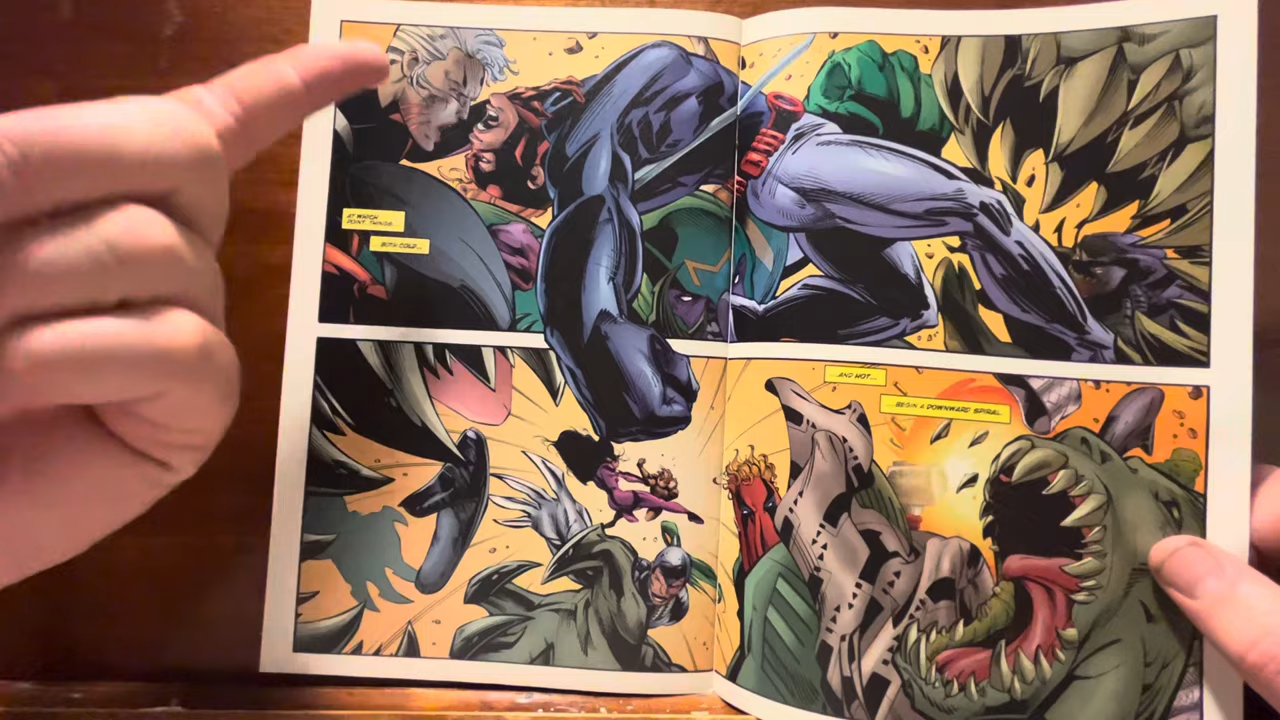 AT WHICH
POINT, THINGS...
BOTH COLD...
...AND HOT...
...BEGIN A DOWNWARD SPIRAL.